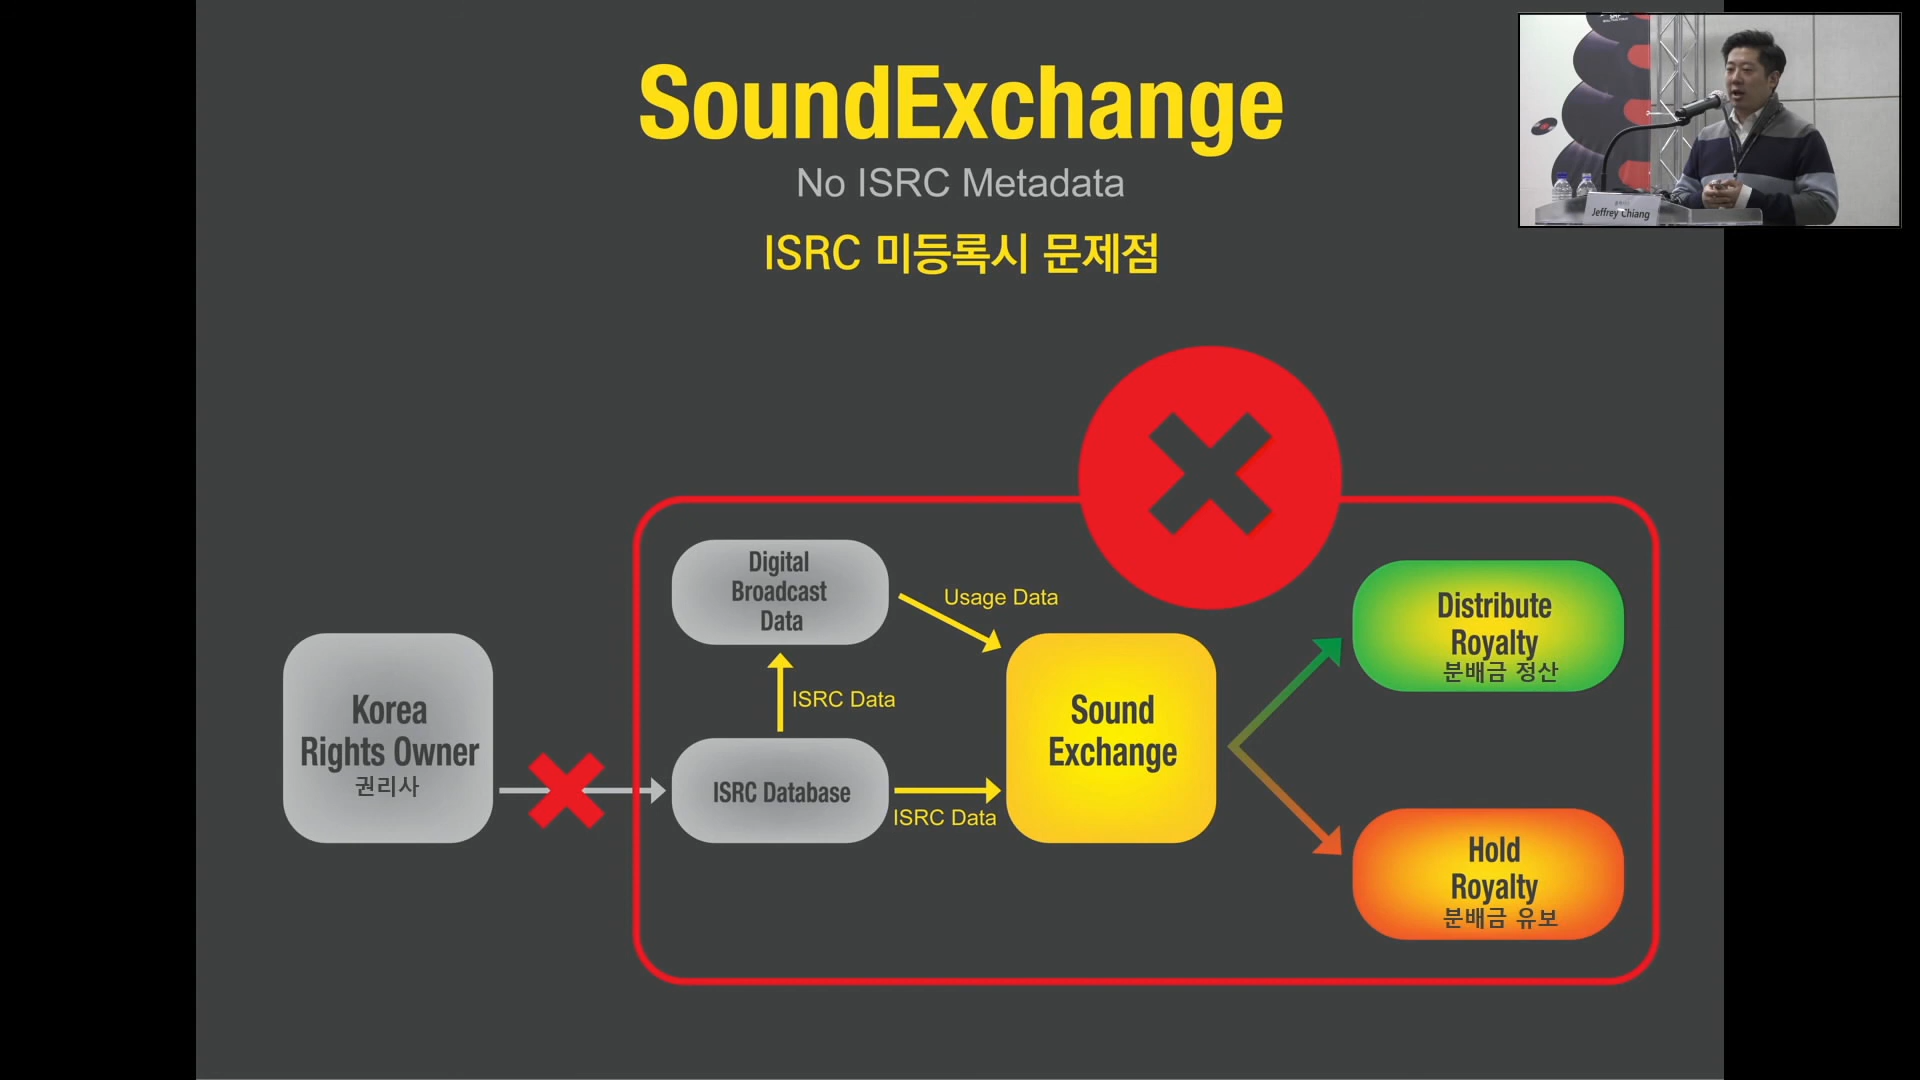 SoundExchange
No ISRC Metadata
ISRC 미등록시 문제점
Jeffrey Chiang
Digital
Broadcast
Data
Usage Data
Distribute
Royalty
분배금 정산
Korea
Rights Owner
권리사
ISRC Data
Sound
Exchange
ISRC Database
ISRC Data
Hold
Royalty
분배금 유보